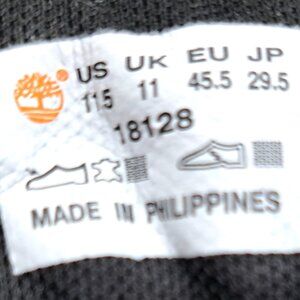 US UK EU JP
11.5 11 45.5 29.5
18128
MADE IN PHILIPPINES